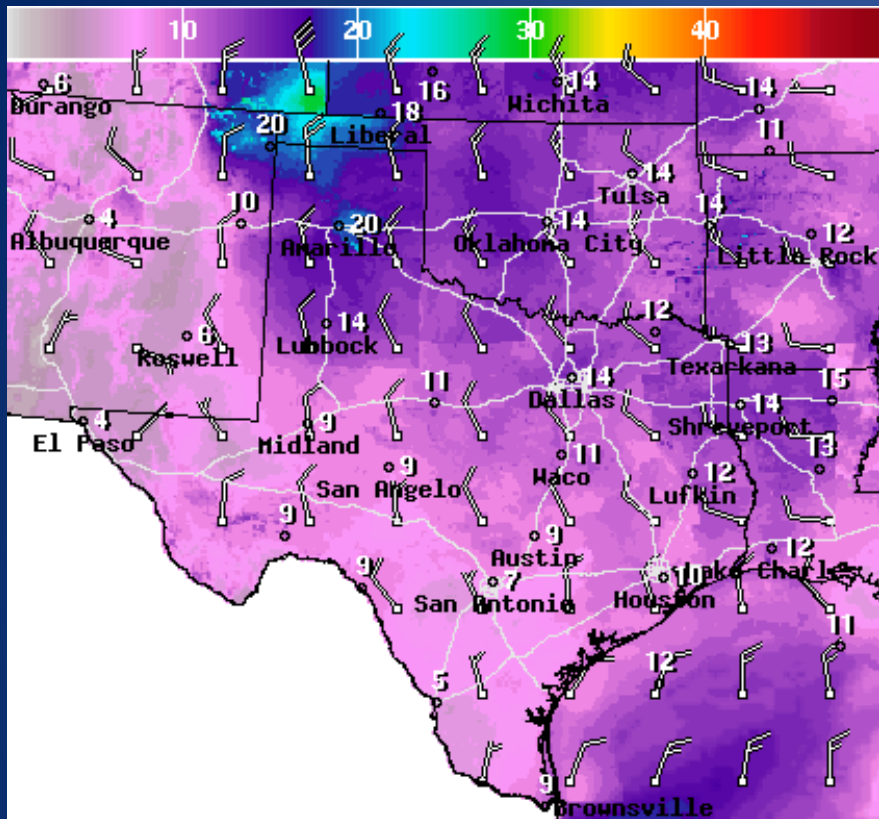 10 20 30 40
6 16 14 14
Durango Wichita
18
Liberal
20 11
14
Tulsa
4 10 20 14 14 12
Albuquerque Amarillo Oklahoma City Little Rock
6 14 12 13
Roswell Lubbock Texarkana
14
Dallas
4 9 11 14 15
El Paso Midland Shreveport
9 11 12 13
San Angelo Waco Lufkin
9 9 12
Austin Lake Charles
9 7 10
San Antonio Houston
11
5 12
9
Brownsville